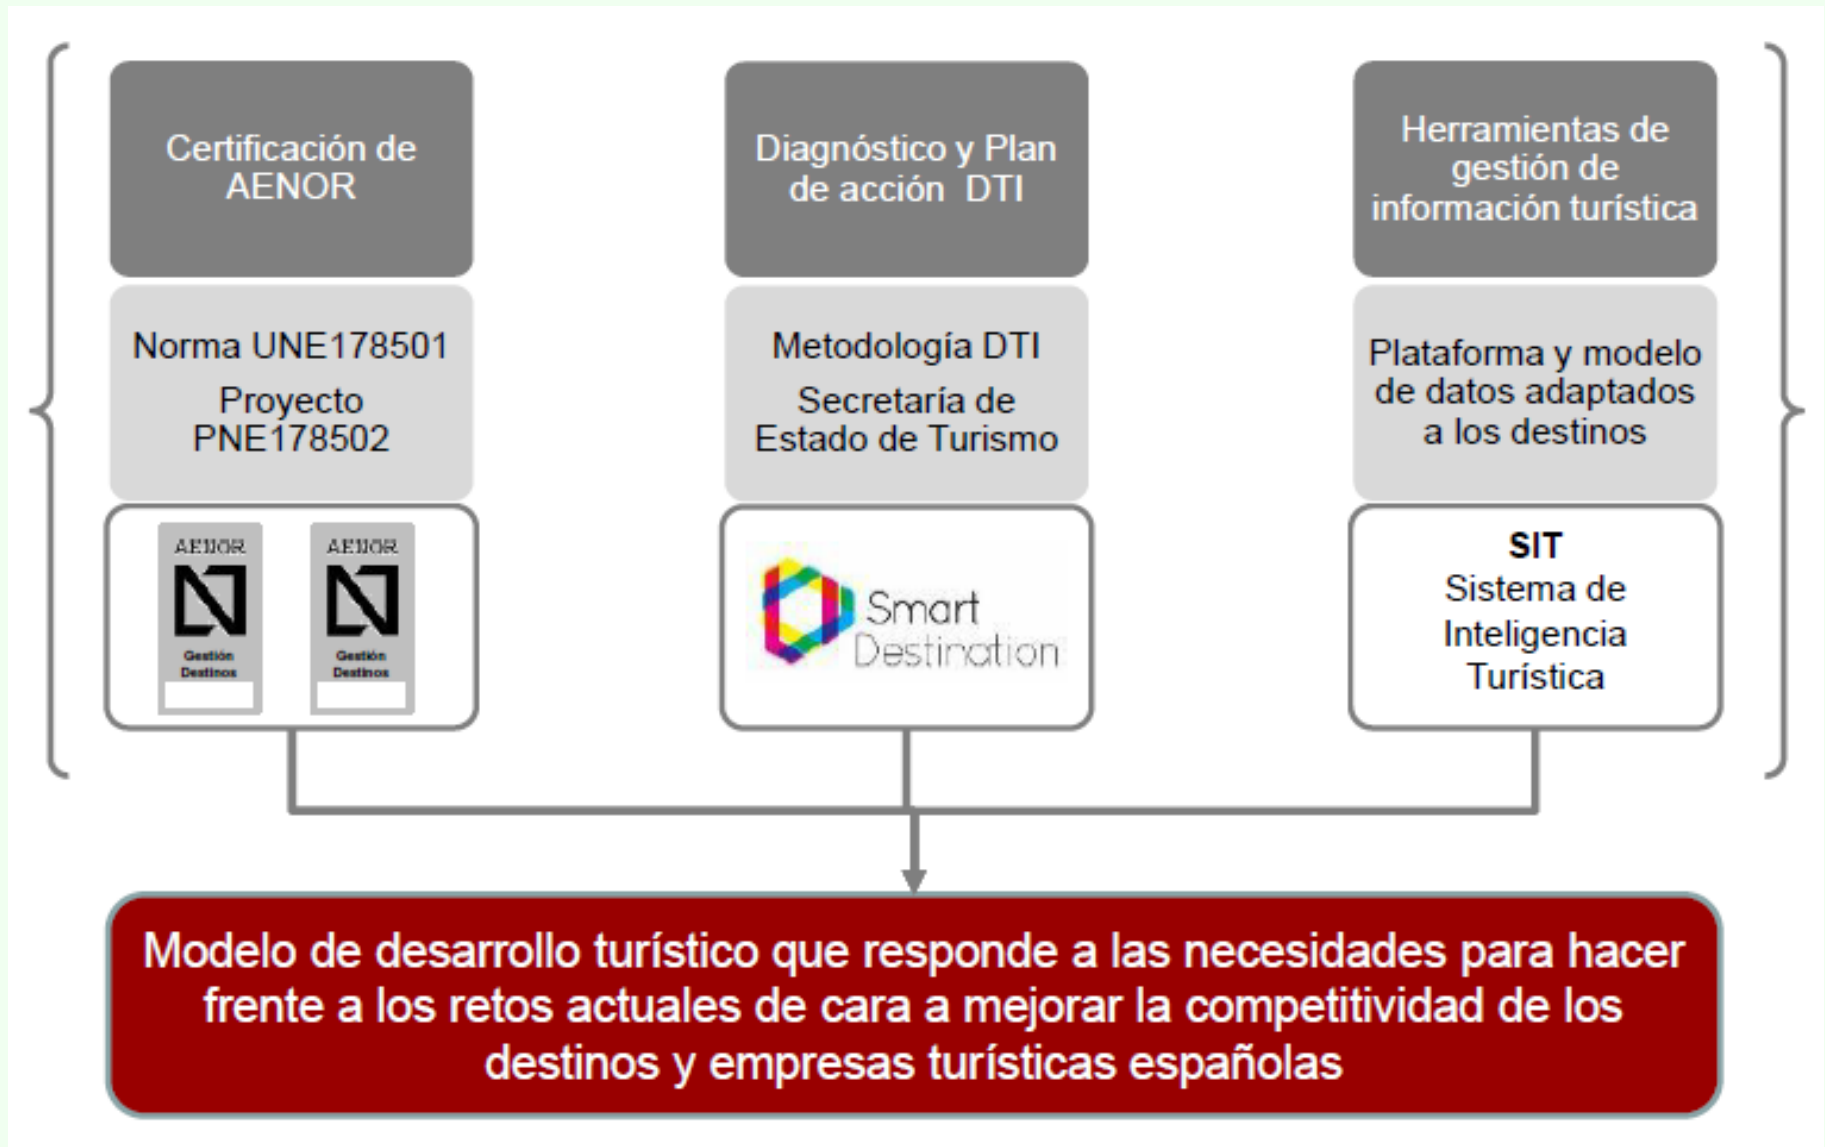 Certificación de
AENOR
Norma UNE178501
Proyecto
PNE178502
AENOR
Gestión
Destinos
AENOR
Gestión
Destinos
Diagnóstico y Plan
de acción  DTI
Metodología DTI
Secretaría de
Estado de Turismo
Smart
Destination
Herramientas de
gestión de
información turística
Plataforma y modelo
de datos adaptados
a los destinos
SIT
Sistema de
Inteligencia
Turística
Modelo de desarrollo turístico que responde a las necesidades para hacer
frente a los retos actuales de cara a mejorar la competitividad de los
destinos y empresas turísticas españolas